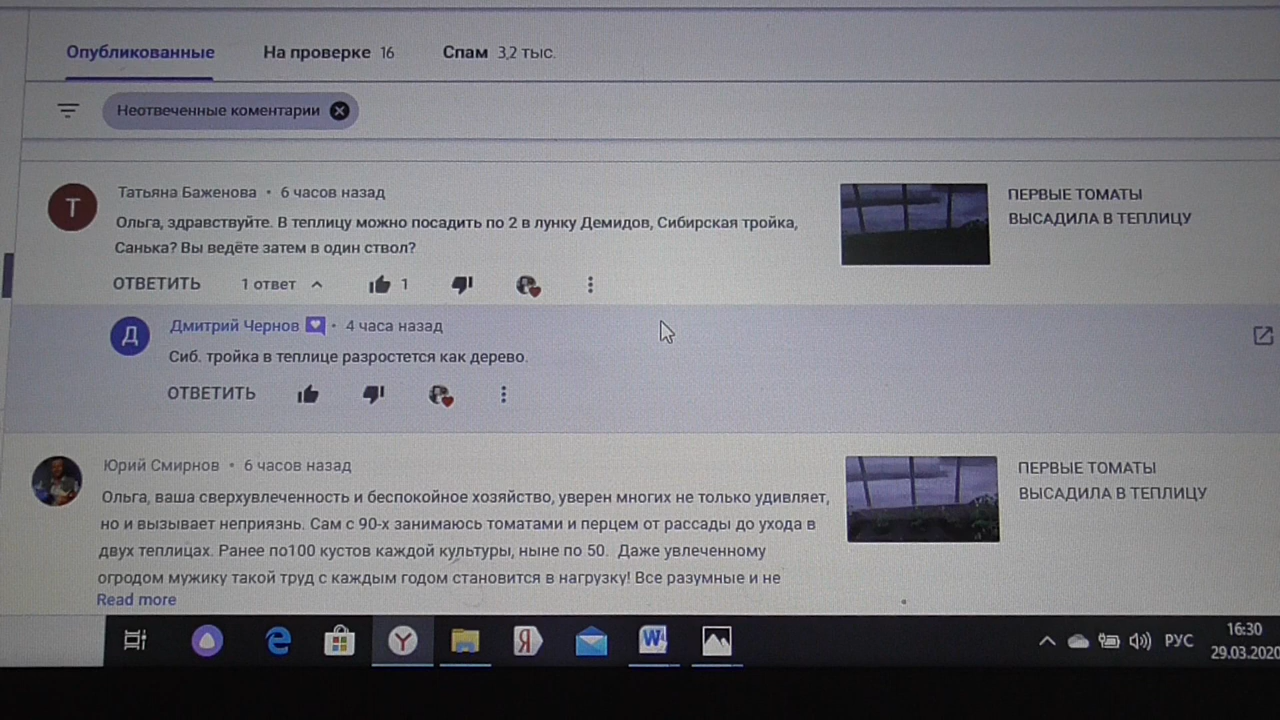 Опубликованные На проверке 16 Спам 3,2 тыс.
Неотвеченные коментарии
Т
Татьяна Баженова • 6 часов назад
Ольга, здравствуйте. В теплицу можно посадить по 2 в лунку Демидов, Сибирская тройка,
Санька? Вы ведёте затем в один ствол?
ОТВЕТИТЬ 1 ответ 1
ПЕРВЫЕ ТОМАТЫ
ВЫСАДИЛА В ТЕПЛИЦУ
Д
Дмитрий Чернов • 4 часа назад
Сиб. тройка в теплице разростется как дерево.
ОТВЕТИТЬ
Юрий Смирнов • 6 часов назад
Ольга, ваша сверхувлеченность и беспокойное хозяйство, уверен многих не только удивляет,
но и вызывает неприязнь. Сам с 90-х занимаюсь томатами и перцем от рассады до ухода в
двух теплицах. Ранее по100 кустов каждой культуры, ныне по 50. Даже увлеченному
огродом мужику такой труд с каждым годом становится в нагрузку! Все разумные и не
Read more
ПЕРВЫЕ ТОМАТЫ
ВЫСАДИЛА В ТЕПЛИЦУ
e Y Я W РУС
16:30
29.03.2020